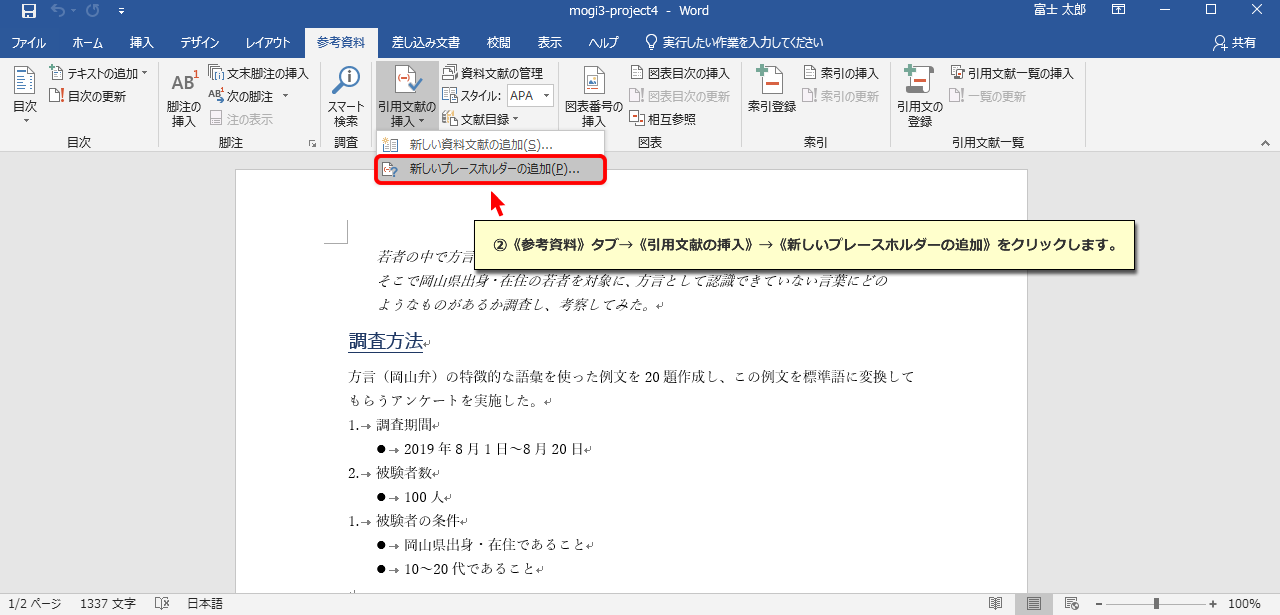 mogi3-project4 - Word
富士 太郎
ファイル ホーム 挿入 デザイン レイアウト 参考資料 差し込み文書 校閲 表示 ヘルプ 実行したい作業を入力してください 共有
目次
テキストの追加
目次の更新
目次
AB1
脚注の
挿入
文末脚注の挿入
AB1 次の脚注
注の表示
脚注
スマート
検索
調査
引用文献の
挿入
資料文献の管理
スタイル: APA
文献目録
新しい資料文献の追加(S)...
新しいプレースホルダーの追加(P)...
図表番号の
挿入
図表目次の挿入
図表目次の更新
相互参照
図表
索引登録
索引の挿入
索引の更新
索引
引用文の
登録
引用文献一覧の挿入
一覧の更新
引用文献一覧
②《参考資料》タブ→《引用文献の挿入》→《新しいプレースホルダーの追加》をクリックします。
若者の中で方言
そこで岡山県出身・在住の若者を対象に、方言として認識できていない言葉にどの
ようなものがあるか調査し、考察してみた。
調査方法
方言（岡山弁）の特徴的な語彙を使った例文を 20 題作成し、この例文を標準語に変換して
もらうアンケートを実施した。
1.→ 調査期間
●→ 2019 年 8 月 1 日～8 月 20 日
2.→ 被験者数
●→ 100 人
1.→ 被験者の条件
●→ 岡山県出身・在住であること
●→ 10～20 代であること
1/2 ページ 1337 文字 日本語 100%